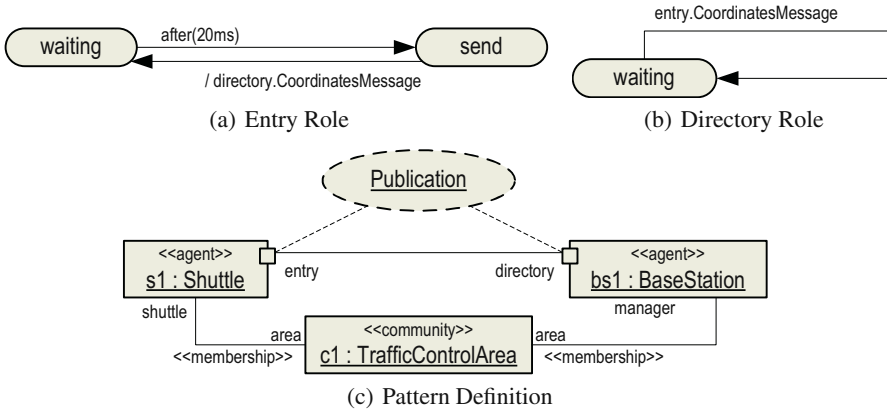 waiting
after(20ms)
send
/ directory.CoordinatesMessage
(a) Entry Role
entry.CoordinatesMessage
waiting
(b) Directory Role
Publication
<<agent>>
s1 : Shuttle
entry
directory
<<agent>>
bs1 : BaseStation
shuttle
manager
area
<<membership>>
<<community>>
c1 : TrafficControlArea
area
<<membership>>
(c) Pattern Definition